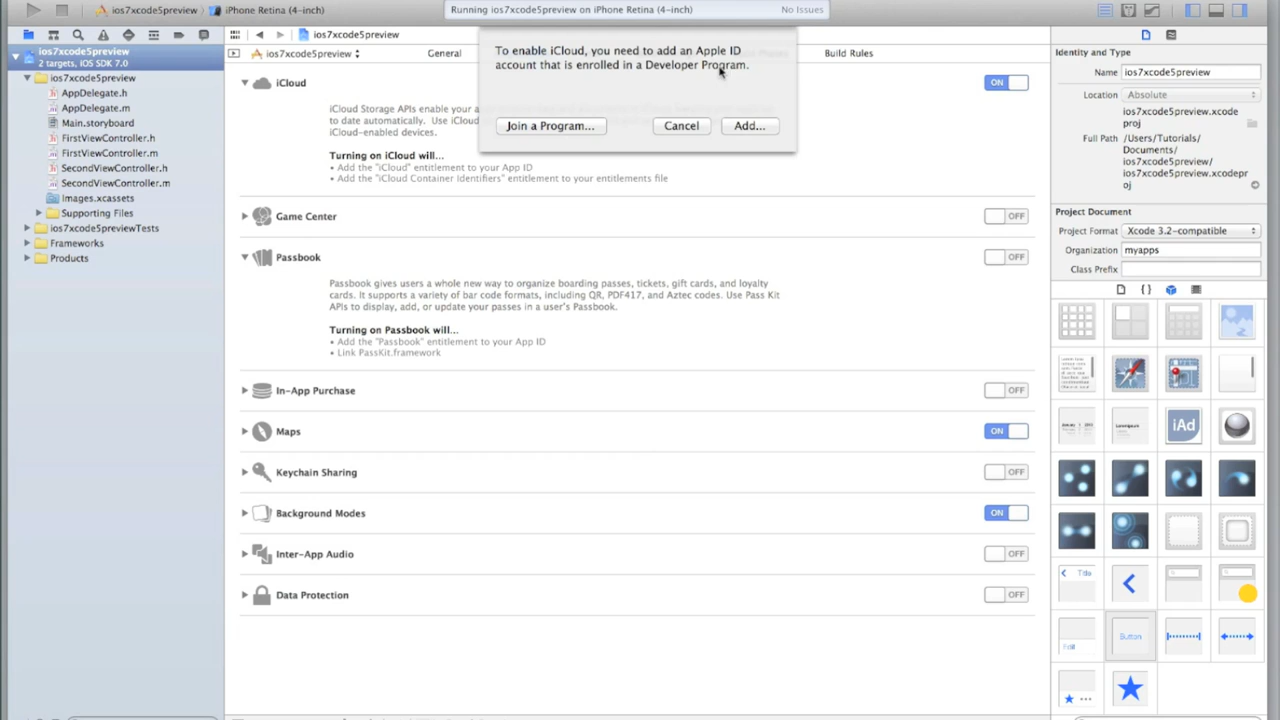 ios7xcode5preview
iPhone Retina (4-inch)
Running ios7xcode5preview on iPhone Retina (4-inch)
No Issues
ios7xcode5preview
2 targets, iOS SDK 7.0
ios7xcode5preview
AppDelegate.h
AppDelegate.m
Main.storyboard
FirstViewController.h
FirstViewController.m
SecondViewController.h
SecondViewController.m
Images.xcassets
Supporting Files
ios7xcode5previewTests
Frameworks
Products
ios7xcode5preview
ios7xcode5preview
General
Build Rules
To enable iCloud, you need to add an Apple ID
account that is enrolled in a Developer Program.
Join a Program...
Cancel
Add...
iCloud
ON
iCloud Storage APIs enable your a
to date automatically. Use iClou
iCloud-enabled devices.
Turning on iCloud will...
• Add the "iCloud" entitlement to your App ID
• Add the "iCloud Container Identifiers" entitlement to your entitlements file
Game Center
OFF
Passbook
OFF
Passbook gives users a whole new way to organize boarding passes, tickets, gift cards, and loyalty
cards. It supports a variety of bar code formats, including QR, PDF417, and Aztec codes. Use Pass Kit
APIs to display, add, or update your passes in a user's Passbook.
Turning on Passbook will...
• Add the "Passbook" entitlement to your App ID
• Link PassKit.framework
In-App Purchase
OFF
Maps
ON
Keychain Sharing
OFF
Background Modes
ON
Inter-App Audio
OFF
Data Protection
OFF
Identity and Type
Name ios7xcode5preview
Location Absolute
ios7xcode5preview.xcode
proj
Full Path /Users/Tutorials/
Documents/
ios7xcode5preview/
ios7xcode5preview.xcodepr
oj
Project Document
Project Format Xcode 3.2-compatible
Organization myapps
Class Prefix
iAd
Title
Edit
Button